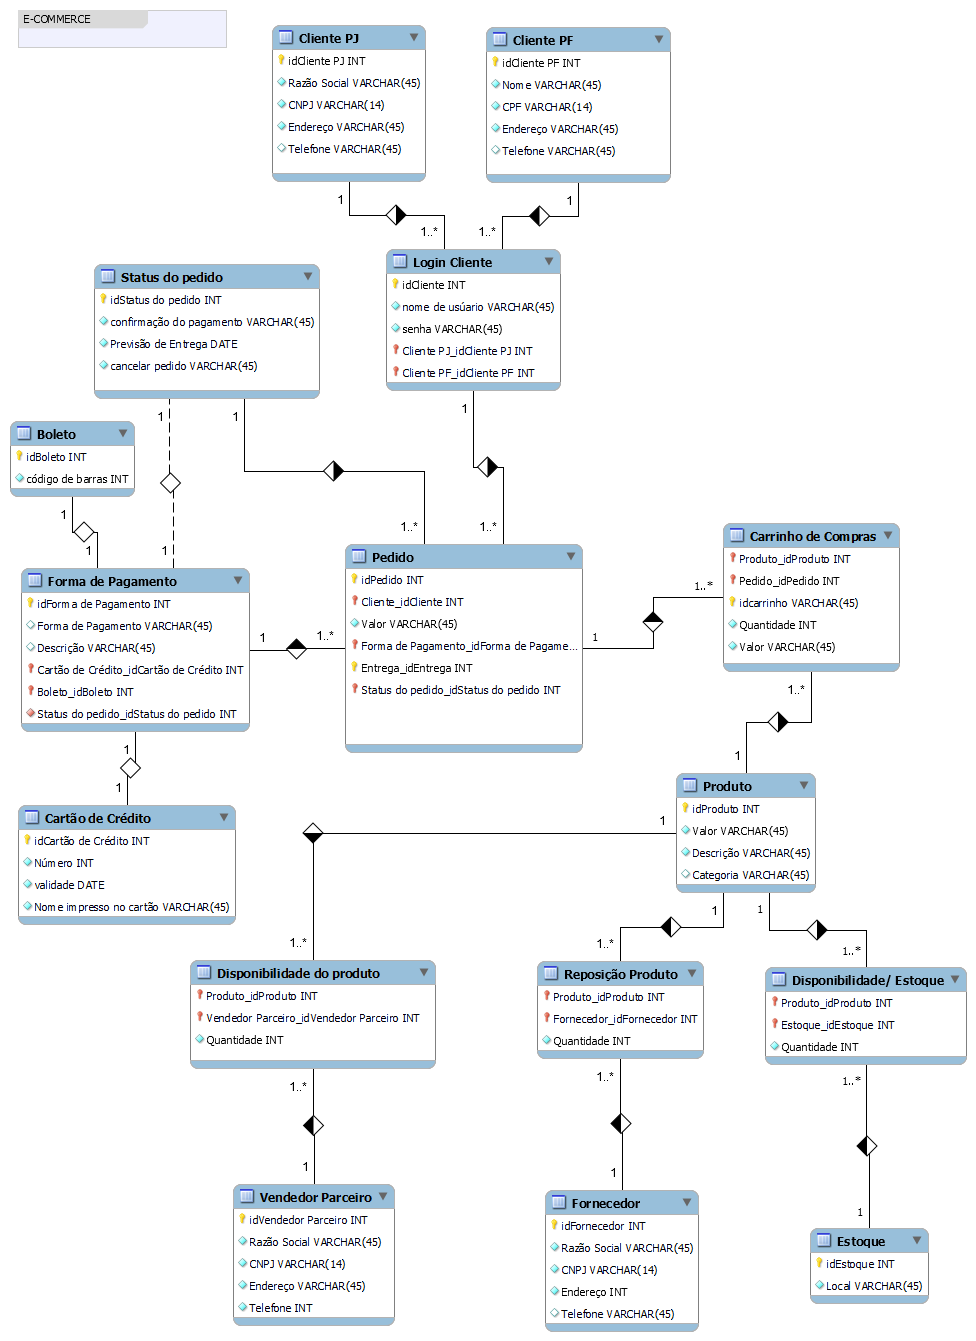 E-COMMERCE
Cliente PJ
idCliente PJ INT
Razão Social VARCHAR(45)
CNPJ VARCHAR(14)
Endereço VARCHAR(45)
Telefone VARCHAR(45)
Cliente PF
idCliente PF INT
Nome VARCHAR(45)
CPF VARCHAR(14)
Endereço VARCHAR(45)
Telefone VARCHAR(45)
1
1
1..*
1..*
Login Cliente
idCliente INT
nome de usúario VARCHAR(45)
senha VARCHAR(45)
Cliente PJ_idCliente PJ INT
Cliente PF_idCliente PF INT
Status do pedido
idStatus do pedido INT
confirmação do pagamento VARCHAR(45)
Previsão de Entrega DATE
cancelar pedido VARCHAR(45)
1
1
1
Boleto
idBoleto INT
código de barras INT
1
1
1
1..*
1..*
Forma de Pagamento
idForma de Pagamento INT
Forma de Pagamento VARCHAR(45)
Descrição VARCHAR(45)
Cartão de Crédito_idCartão de Crédito INT
Boleto_idBoleto INT
Status do pedido_idStatus do pedido INT
1
1..*
Pedido
idPedido INT
Cliente_idCliente INT
Valor VARCHAR(45)
Forma de Pagamento_idForma de Pagame...
Entrega_idEntrega INT
Status do pedido_idStatus do pedido INT
1
1..*
Carrinho de Compras
Produto_idProduto INT
Pedido_idPedido INT
idcarrinho VARCHAR(45)
Quantidade INT
Valor VARCHAR(45)
1..*
1
1
1
Cartão de Crédito
idCartão de Crédito INT
Número INT
validade DATE
Nome impresso no cartão VARCHAR(45)
Produto
idProduto INT
Valor VARCHAR(45)
Descrição VARCHAR(45)
Categoria VARCHAR(45)
1
1
1
1..*
1..*
1..*
Disponibilidade do produto
Produto_idProduto INT
Vendedor Parceiro_idVendedor Parceiro INT
Quantidade INT
Reposição Produto
Produto_idProduto INT
Fornecedor_idFornecedor INT
Quantidade INT
Disponibilidade/ Estoque
Produto_idProduto INT
Estoque_idEstoque INT
Quantidade INT
1..*
1..*
1..*
1
1
1
Vendedor Parceiro
idVendedor Parceiro INT
Razão Social VARCHAR(45)
CNPJ VARCHAR(14)
Endereço VARCHAR(45)
Telefone INT
Fornecedor
idFornecedor INT
Razão Social VARCHAR(45)
CNPJ VARCHAR(14)
Endereço INT
Telefone VARCHAR(45)
Estoque
idEstoque INT
Local VARCHAR(45)